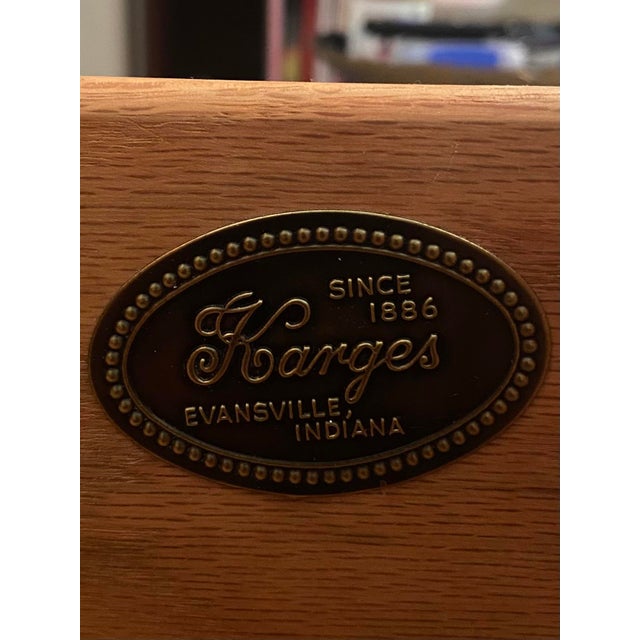 SINCE
1886
Karges
EVANSVILLE,
INDIANA